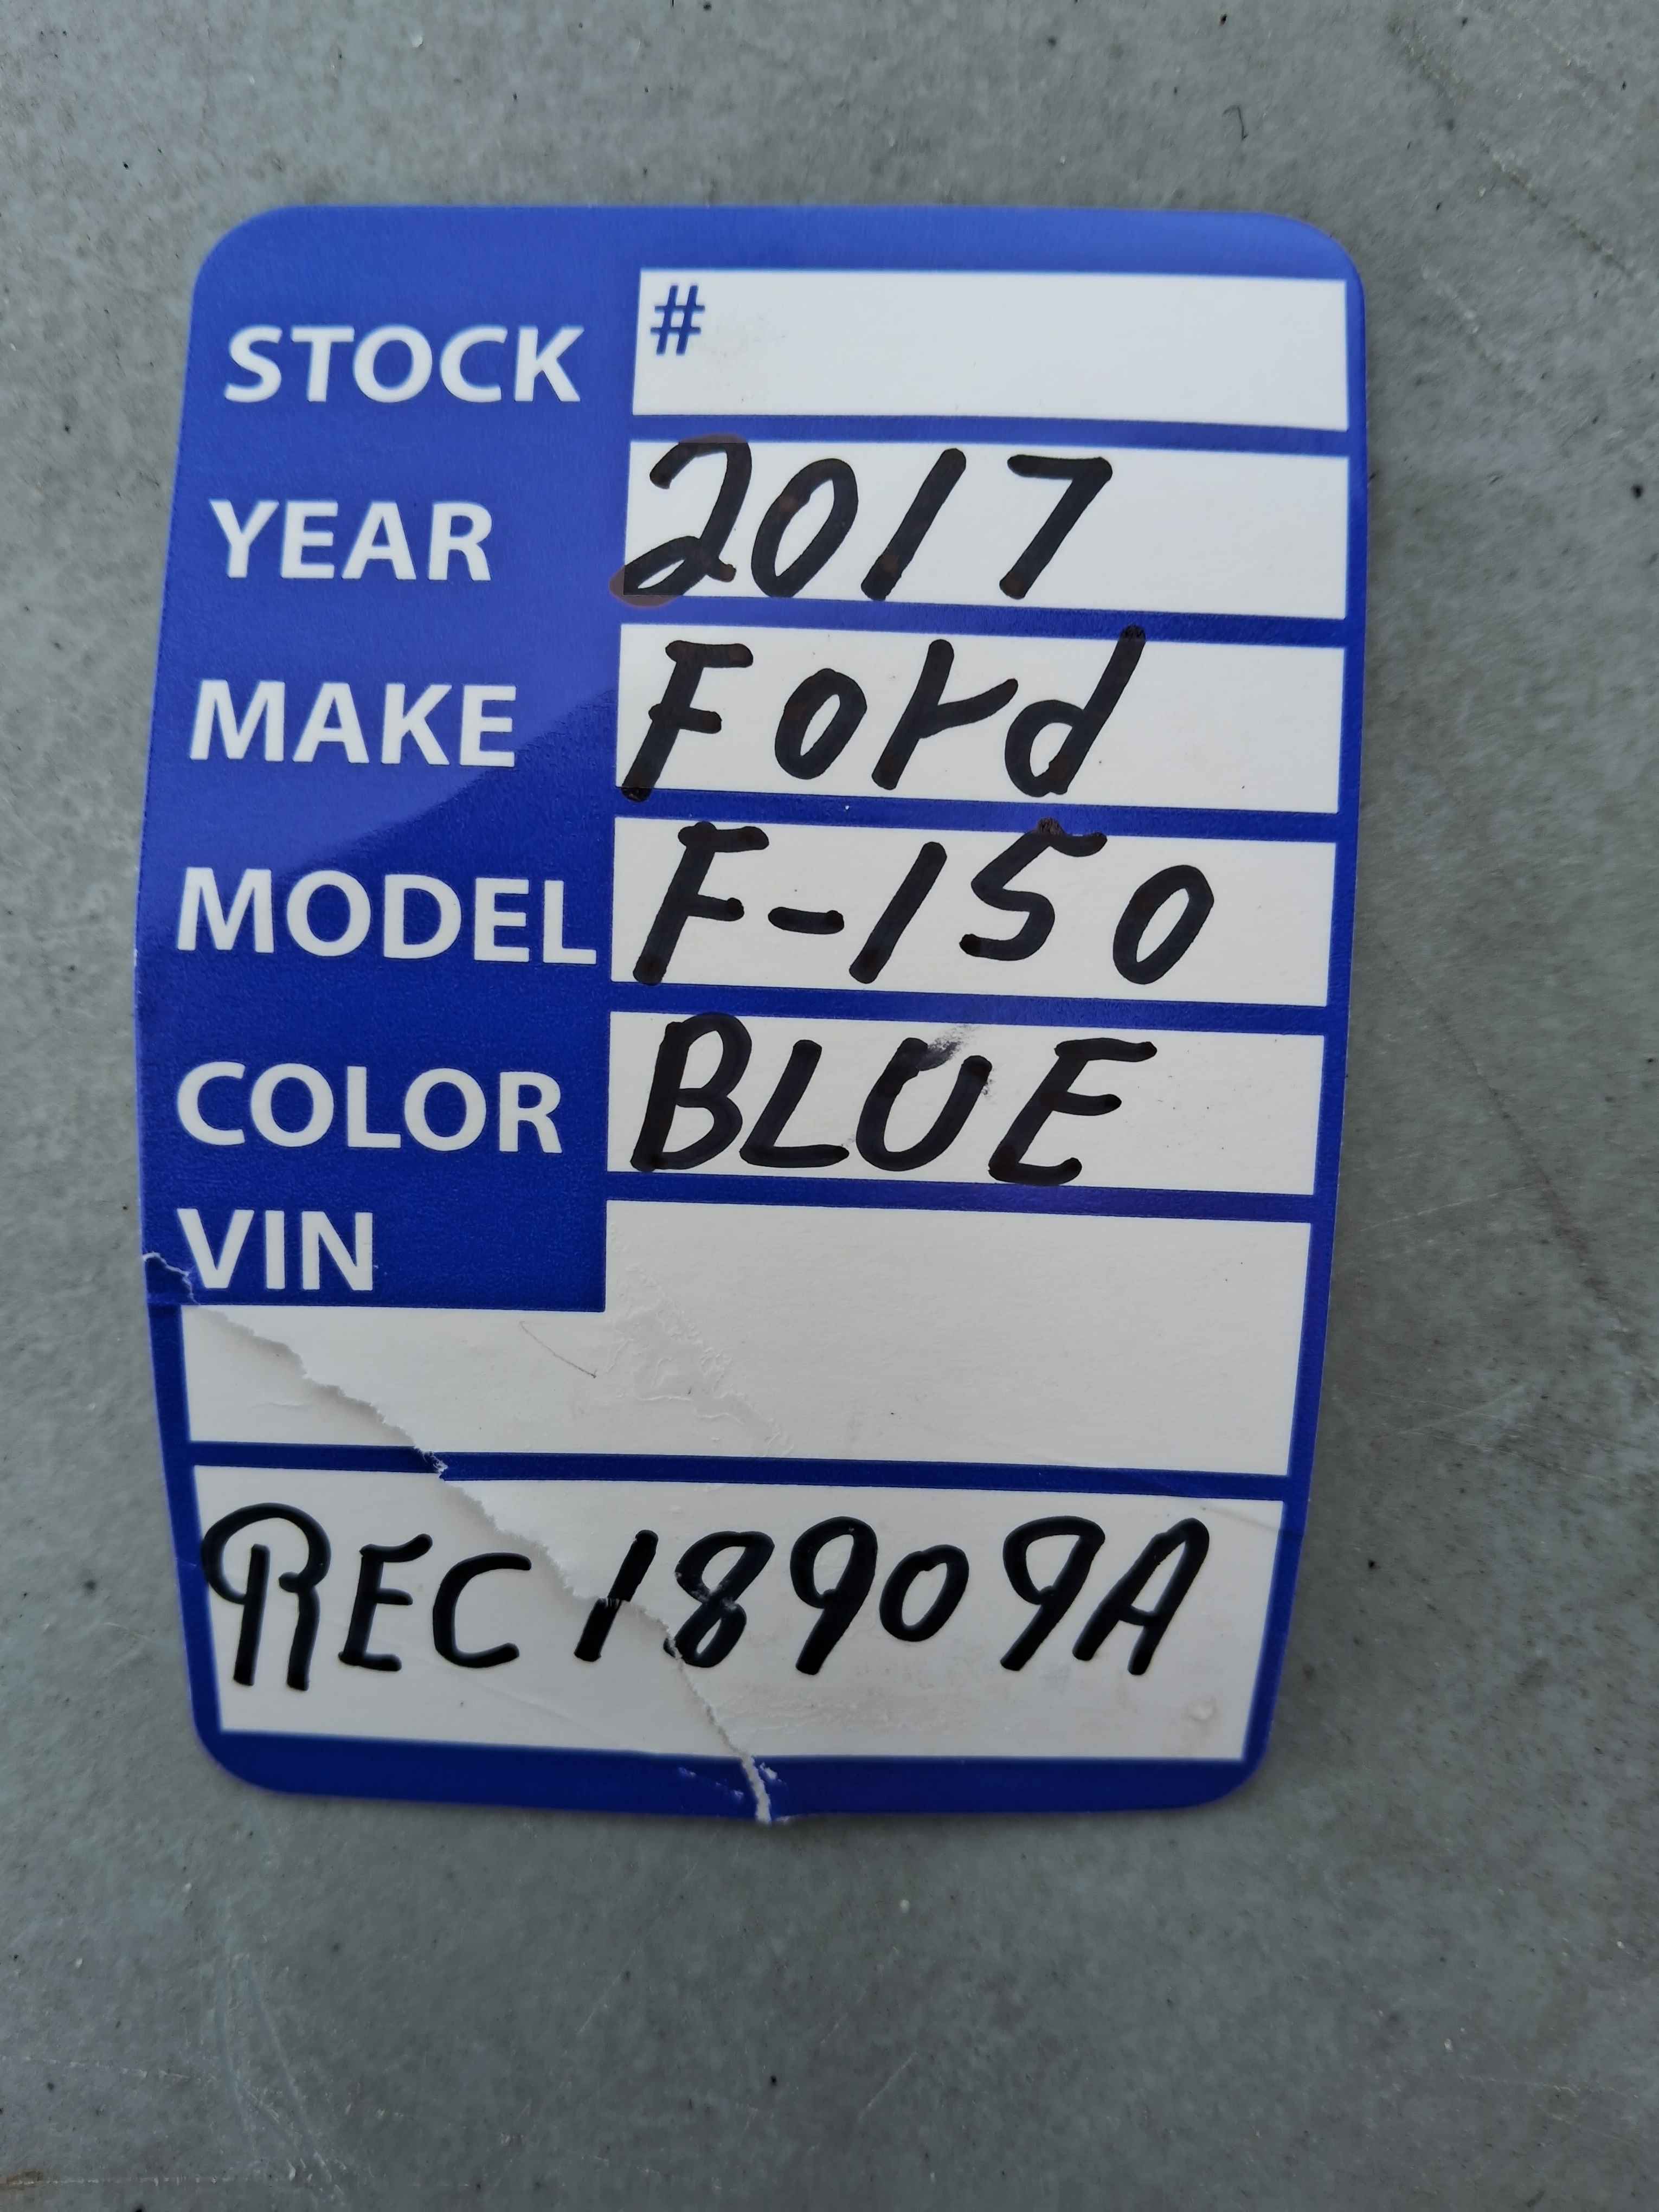 STOCK #
YEAR 2017
MAKE Ford
MODEL F-150
COLOR BLUE
VIN
REC 18909A